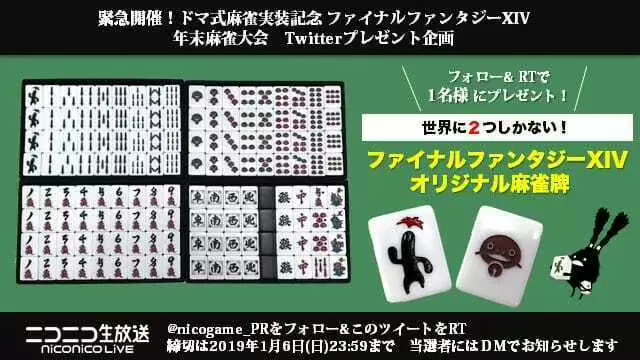 緊急開催！ドマ式麻雀実装記念 ファイナルファンタジーXIV
年末麻雀大会　Twitterプレゼント企画
フォロー& RTで
1名様 にプレゼント！
世界に2つしかない！
ファイナルファンタジーXIV
オリジナル麻雀牌
ニコニコ生放送
niconico LIVE
@nicogame_PRをフォロー&このツイートをRT
締切は2019年1月6日(日)23:59まで　当選者にはDMでお知らせします